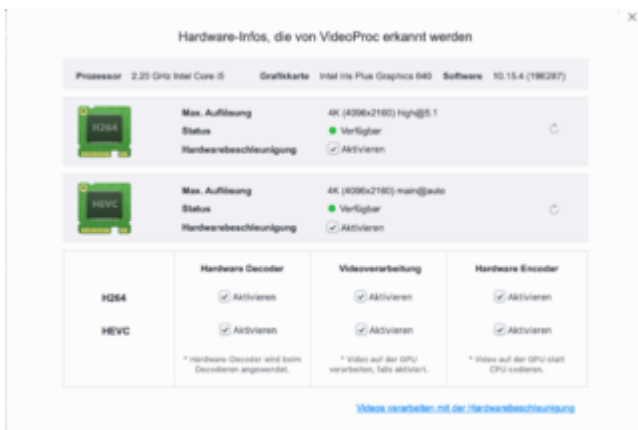 Hardware-Infos, die von VideoProc erkannt werden
Prozessor 2.20 GHz Intel Core i5 Grafikkarte Intel Iris Plus Graphics 640 Software 10.15.4 (19E287)
H264
Max. Auflösung 4K (4096x2160) high@5.1
Status Verfügbar
Hardwarebeschleunigung Aktivieren
HEVC
Max. Auflösung 4K (4096x2160) main@auto
Status Verfügbar
Hardwarebeschleunigung Aktivieren
Hardware Decoder Videoverarbeitung Hardware Encoder
H264 Aktivieren Aktivieren Aktivieren
HEVC Aktivieren Aktivieren Aktivieren
* Hardware-Decoder wird beim * Video auf der GPU * Video auf der GPU statt
Decodieren angewendet. verarbeiten, falls aktiviert. CPU codieren.
Videos verarbeiten mit der Hardwarebeschleunigung